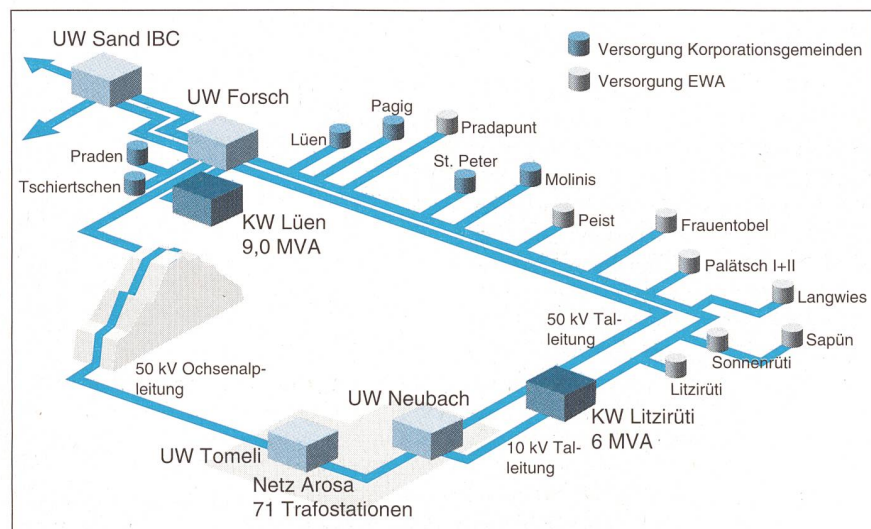 UW Sand IBC
Versorgung Korporationsgemeinden
Versorgung EWA
UW Forsch
Pagig
Lüen
Pradapunt
Praden
Tschiertschen
St. Peter
Molinis
KW Lüen
9,0 MVA
Peist
Frauentobel
Palätsch I+II
Langwies
50 kV Tal-
leitung
Sapün
Sonnenrüti
Litzirüti
50 kV Ochsenalp-
leitung
UW Neubach
KW Litzirüti
6 MVA
UW Tomeli
10 kV Tal-
leitung
Netz Arosa
71 Trafostationen